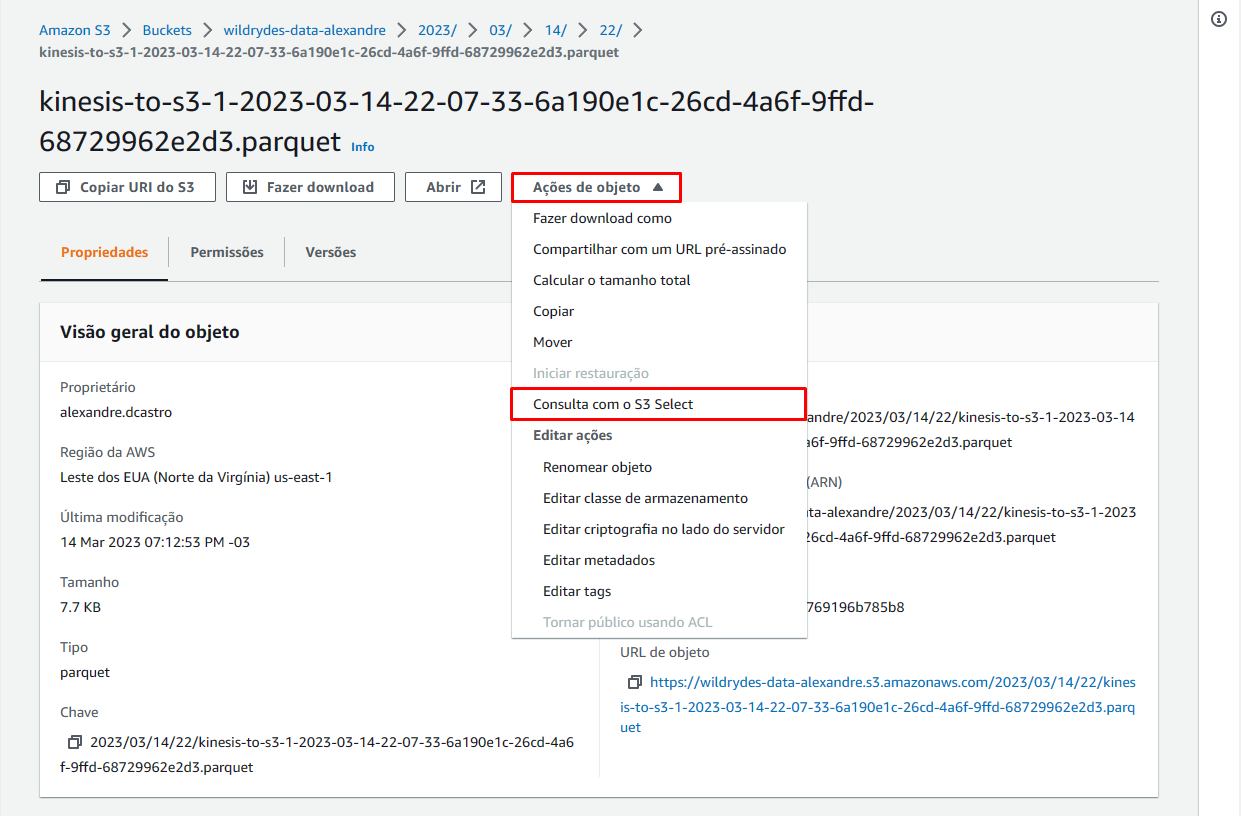 Amazon S3 > Buckets > wildrydes-data-alexandre > 2023/ > 03/ > 14/ > 22/ >
kinesis-to-s3-1-2023-03-14-22-07-33-6a190e1c-26cd-4a6f-9ffd-68729962e2d3.parquet
kinesis-to-s3-1-2023-03-14-22-07-33-6a190e1c-26cd-4a6f-9ffd-
68729962e2d3.parquet Info
Copiar URI do S3 Fazer download Abrir Ações de objeto
Fazer download como
Compartilhar com um URL pré-assinado
Calcular o tamanho total
Copiar
Mover
Iniciar restauração
Consulta com o S3 Select
Editar ações
Renomear objeto
Editar classe de armazenamento
Editar criptografia no lado do servidor
Editar metadados
Editar tags
Tornar público usando ACL
Propriedades Permissões Versões
Visão geral do objeto
Proprietário
alexandre.dcastro
Região da AWS
Leste dos EUA (Norte da Virgínia) us-east-1
Última modificação
14 Mar 2023 07:12:53 PM -03
Tamanho
7.7 KB
Tipo
parquet
Chave
2023/03/14/22/kinesis-to-s3-1-2023-03-14-22-07-33-6a190e1c-26cd-4a6
f-9ffd-68729962e2d3.parquet
andre/2023/03/14/22/kinesis-to-s3-1-2023-03-14
a6f-9ffd-68729962e2d3.parquet
(ARN)
ta-alexandre/2023/03/14/22/kinesis-to-s3-1-2023
26cd-4a6f-9ffd-68729962e2d3.parquet
769196b785b8
URL de objeto
https://wildrydes-data-alexandre.s3.amazonaws.com/2023/03/14/22/kines
is-to-s3-1-2023-03-14-22-07-33-6a190e1c-26cd-4a6f-9ffd-68729962e2d3.parq
uet